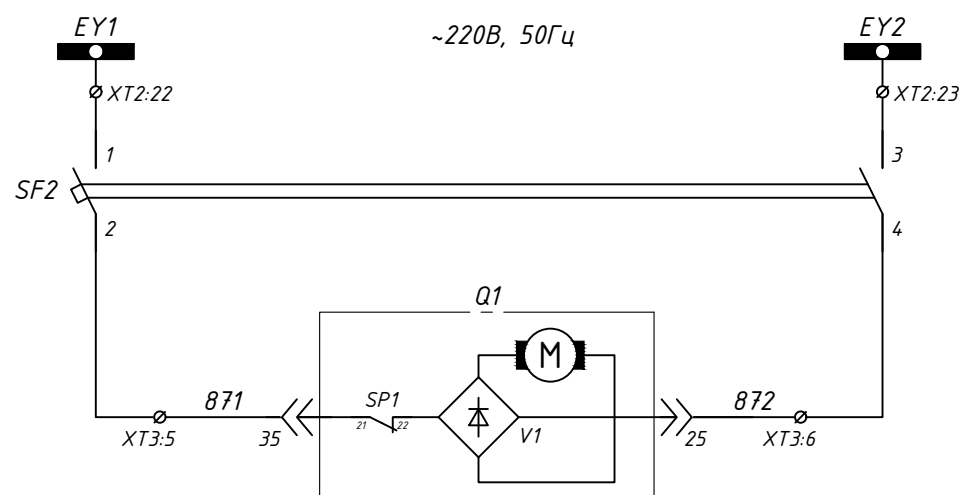 EY1
~220В, 50Гц
EY2
XT2:22
XT2:23
1
3
SF2
2
4
Q1
M
871
SP1
872
21
22
V1
XT3:5
35
25
XT3:6